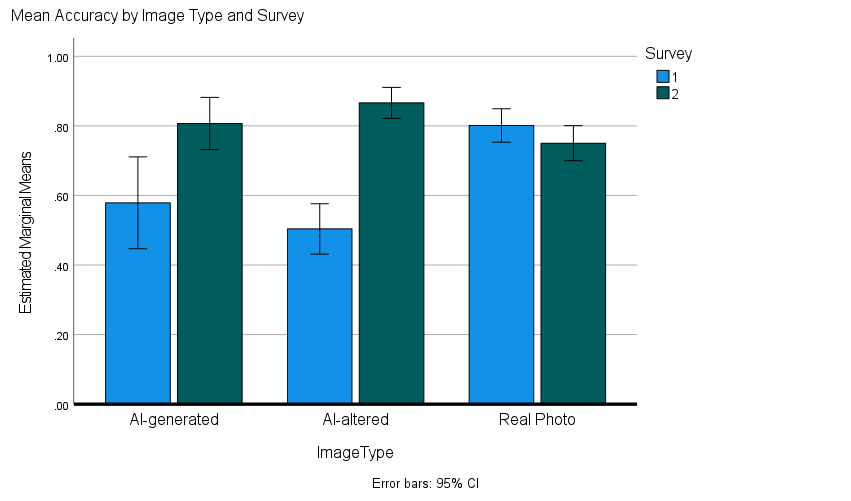 Mean Accuracy by Image Type and Survey
Survey
1
2
Estimated Marginal Means
1.00
.80
.60
.40
.20
.00
AI-generated
AI-altered
Real Photo
ImageType
Error bars: 95% CI